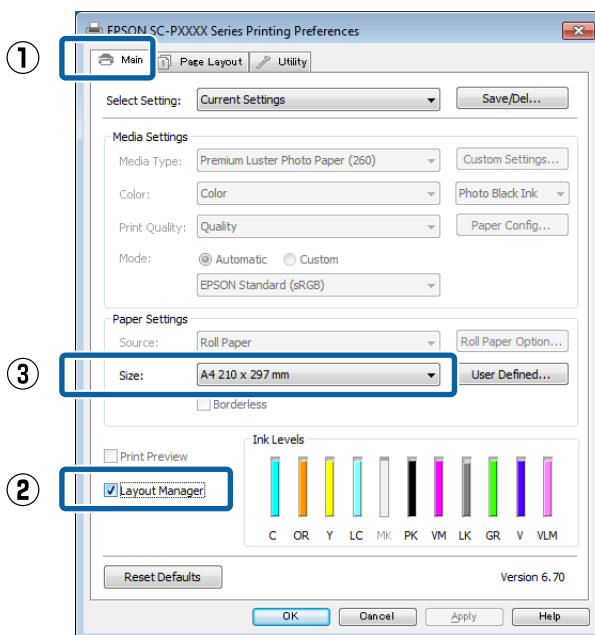 EPSON SC-PXXXX Series Printing Preferences
① Main Page Layout Utility
Select Setting: Current Settings Save/Del...
Media Settings
Media Type: Premium Luster Photo Paper (260) Custom Settings...
Color: Color Photo Black Ink
Print Quality: Quality Paper Config...
Mode: Automatic Custom
EPSON Standard (sRGB)
Paper Settings
Source: Roll Paper Roll Paper Option...
③ Size: A4 210 x 297 mm User Defined...
Borderless
Ink Levels
Print Preview
② Layout Manager
C OR Y LC MK PK VM LK GR V VLM
Reset Defaults Version 6.70
OK Cancel Apply Help